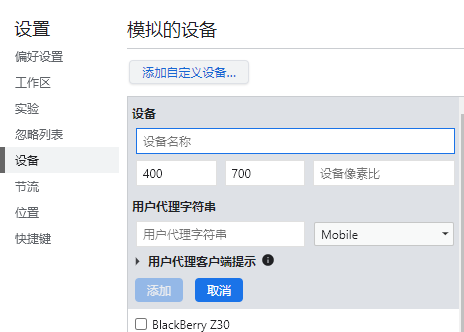 设置
偏好设置
工作区
实验
忽略列表
设备
节流
位置
快捷键
模拟的设备
添加自定义设备...
设备
设备名称
400 700 设备像素比
用户代理字符串
用户代理字符串 Mobile
用户代理客户端提示
添加 取消
BlackBerry Z30